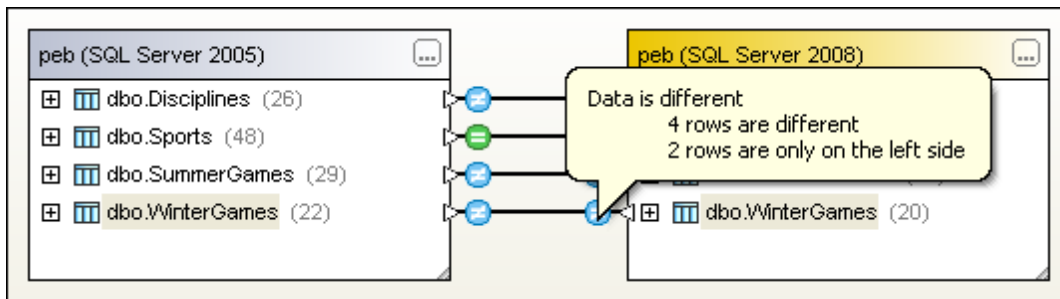 peb (SQL Server 2005)
...
dbo.Disciplines (26)
dbo.Sports (48)
dbo.SummerGames (29)
dbo.WinterGames (22)
peb (SQL Server 2008)
...
Data is different
4 rows are different
2 rows are only on the left side
dbo.WinterGames (20)